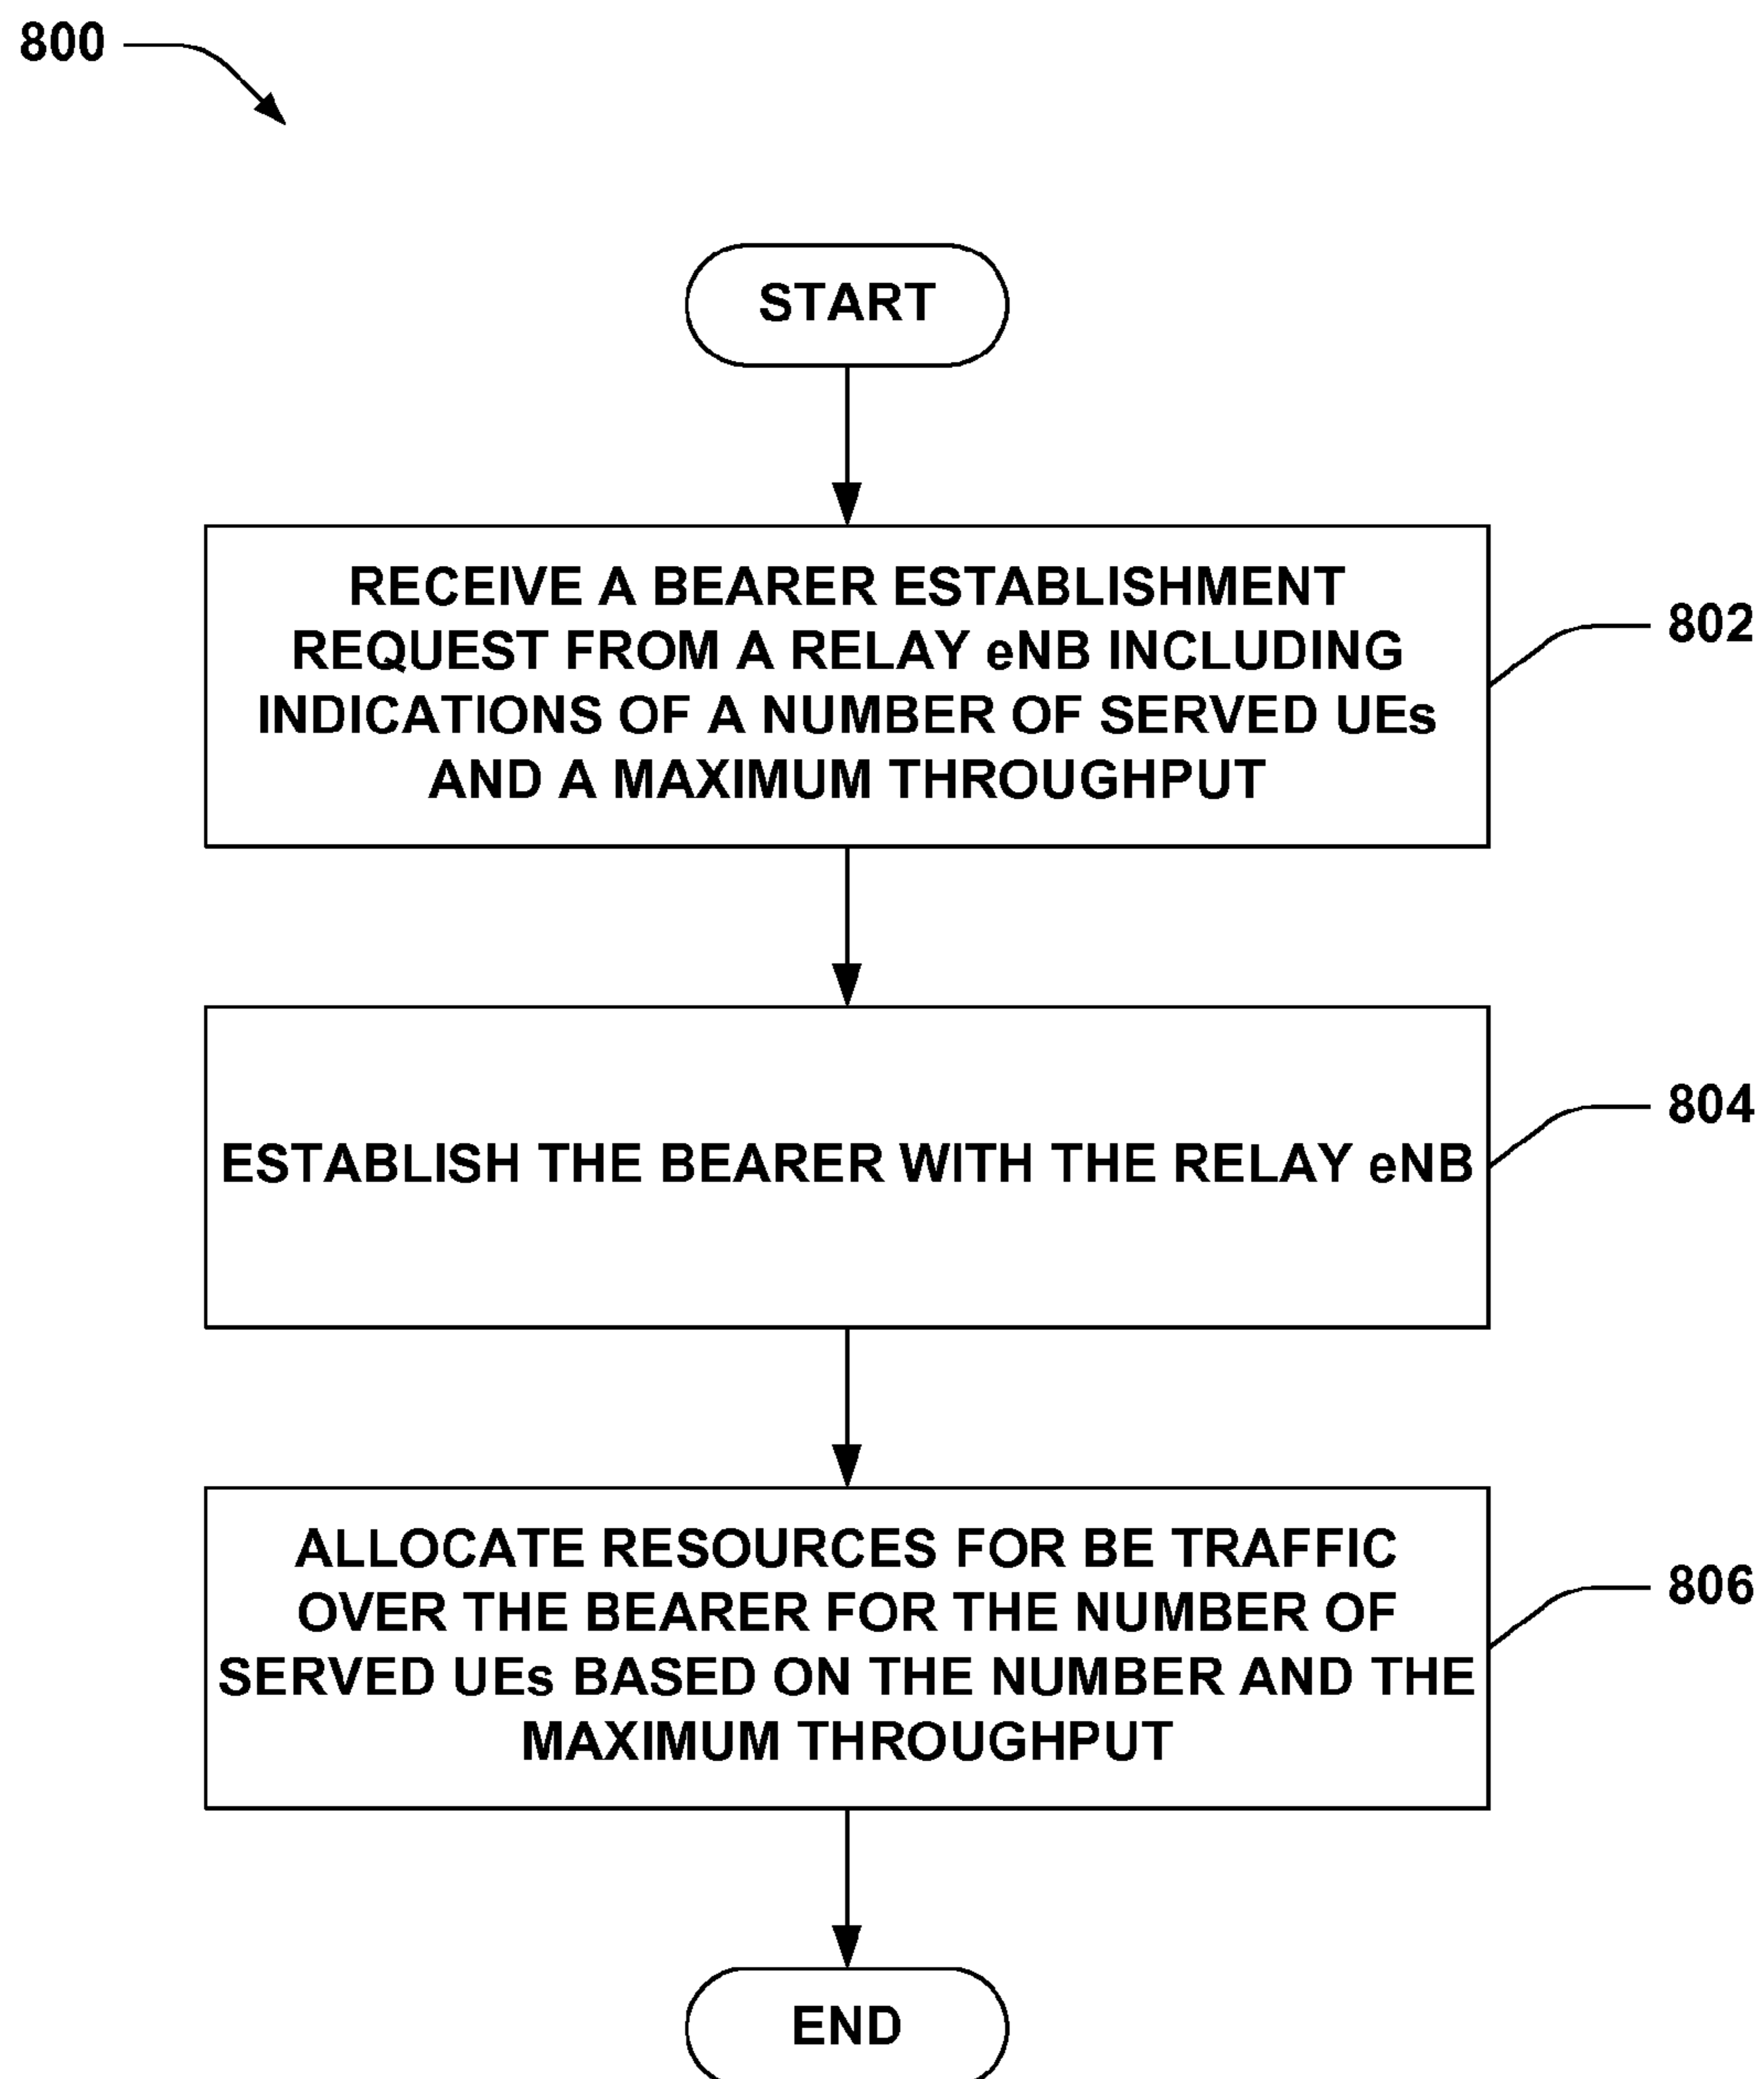 800
START
RECEIVE A BEARER ESTABLISHMENT
REQUEST FROM A RELAY eNB INCLUDING
INDICATIONS OF A NUMBER OF SERVED UEs
AND A MAXIMUM THROUGHPUT
802
ESTABLISH THE BEARER WITH THE RELAY eNB
804
ALLOCATE RESOURCES FOR BE TRAFFIC
OVER THE BEARER FOR THE NUMBER OF
SERVED UEs BASED ON THE NUMBER AND THE
MAXIMUM THROUGHPUT
806
END